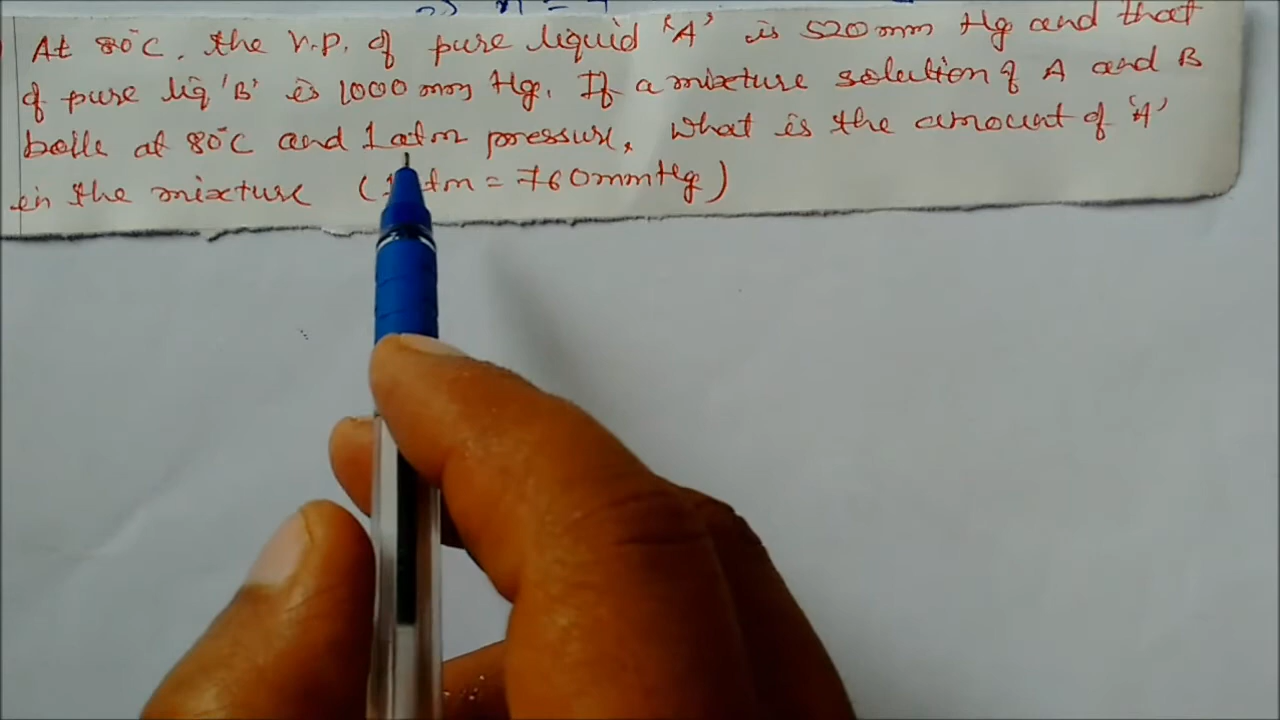 At 80°C, the v.p. of pure liquid 'A' is 520 mm Hg and that
of pure liq 'B' is 1000 mm Hg. If a mixture solution of A and B
boils at 80°C and 1 atm pressure, what is the amount of 'A'
in the mixture (1 atm = 760 mm Hg)